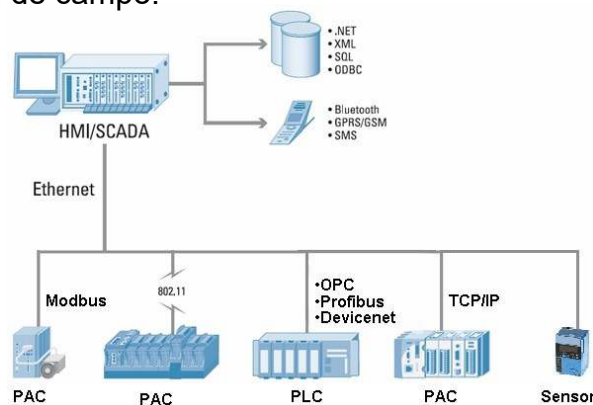 de campo.
• .NET
• XML
• SQL
• ODBC
HMI/SCADA
• Bluetooth
• GPRS/GSM
• SMS
Ethernet
Modbus
802.11
•OPC
•Profibus
•Devicenet
TCP/IP
PAC
PAC
PLC
PAC
Sensor